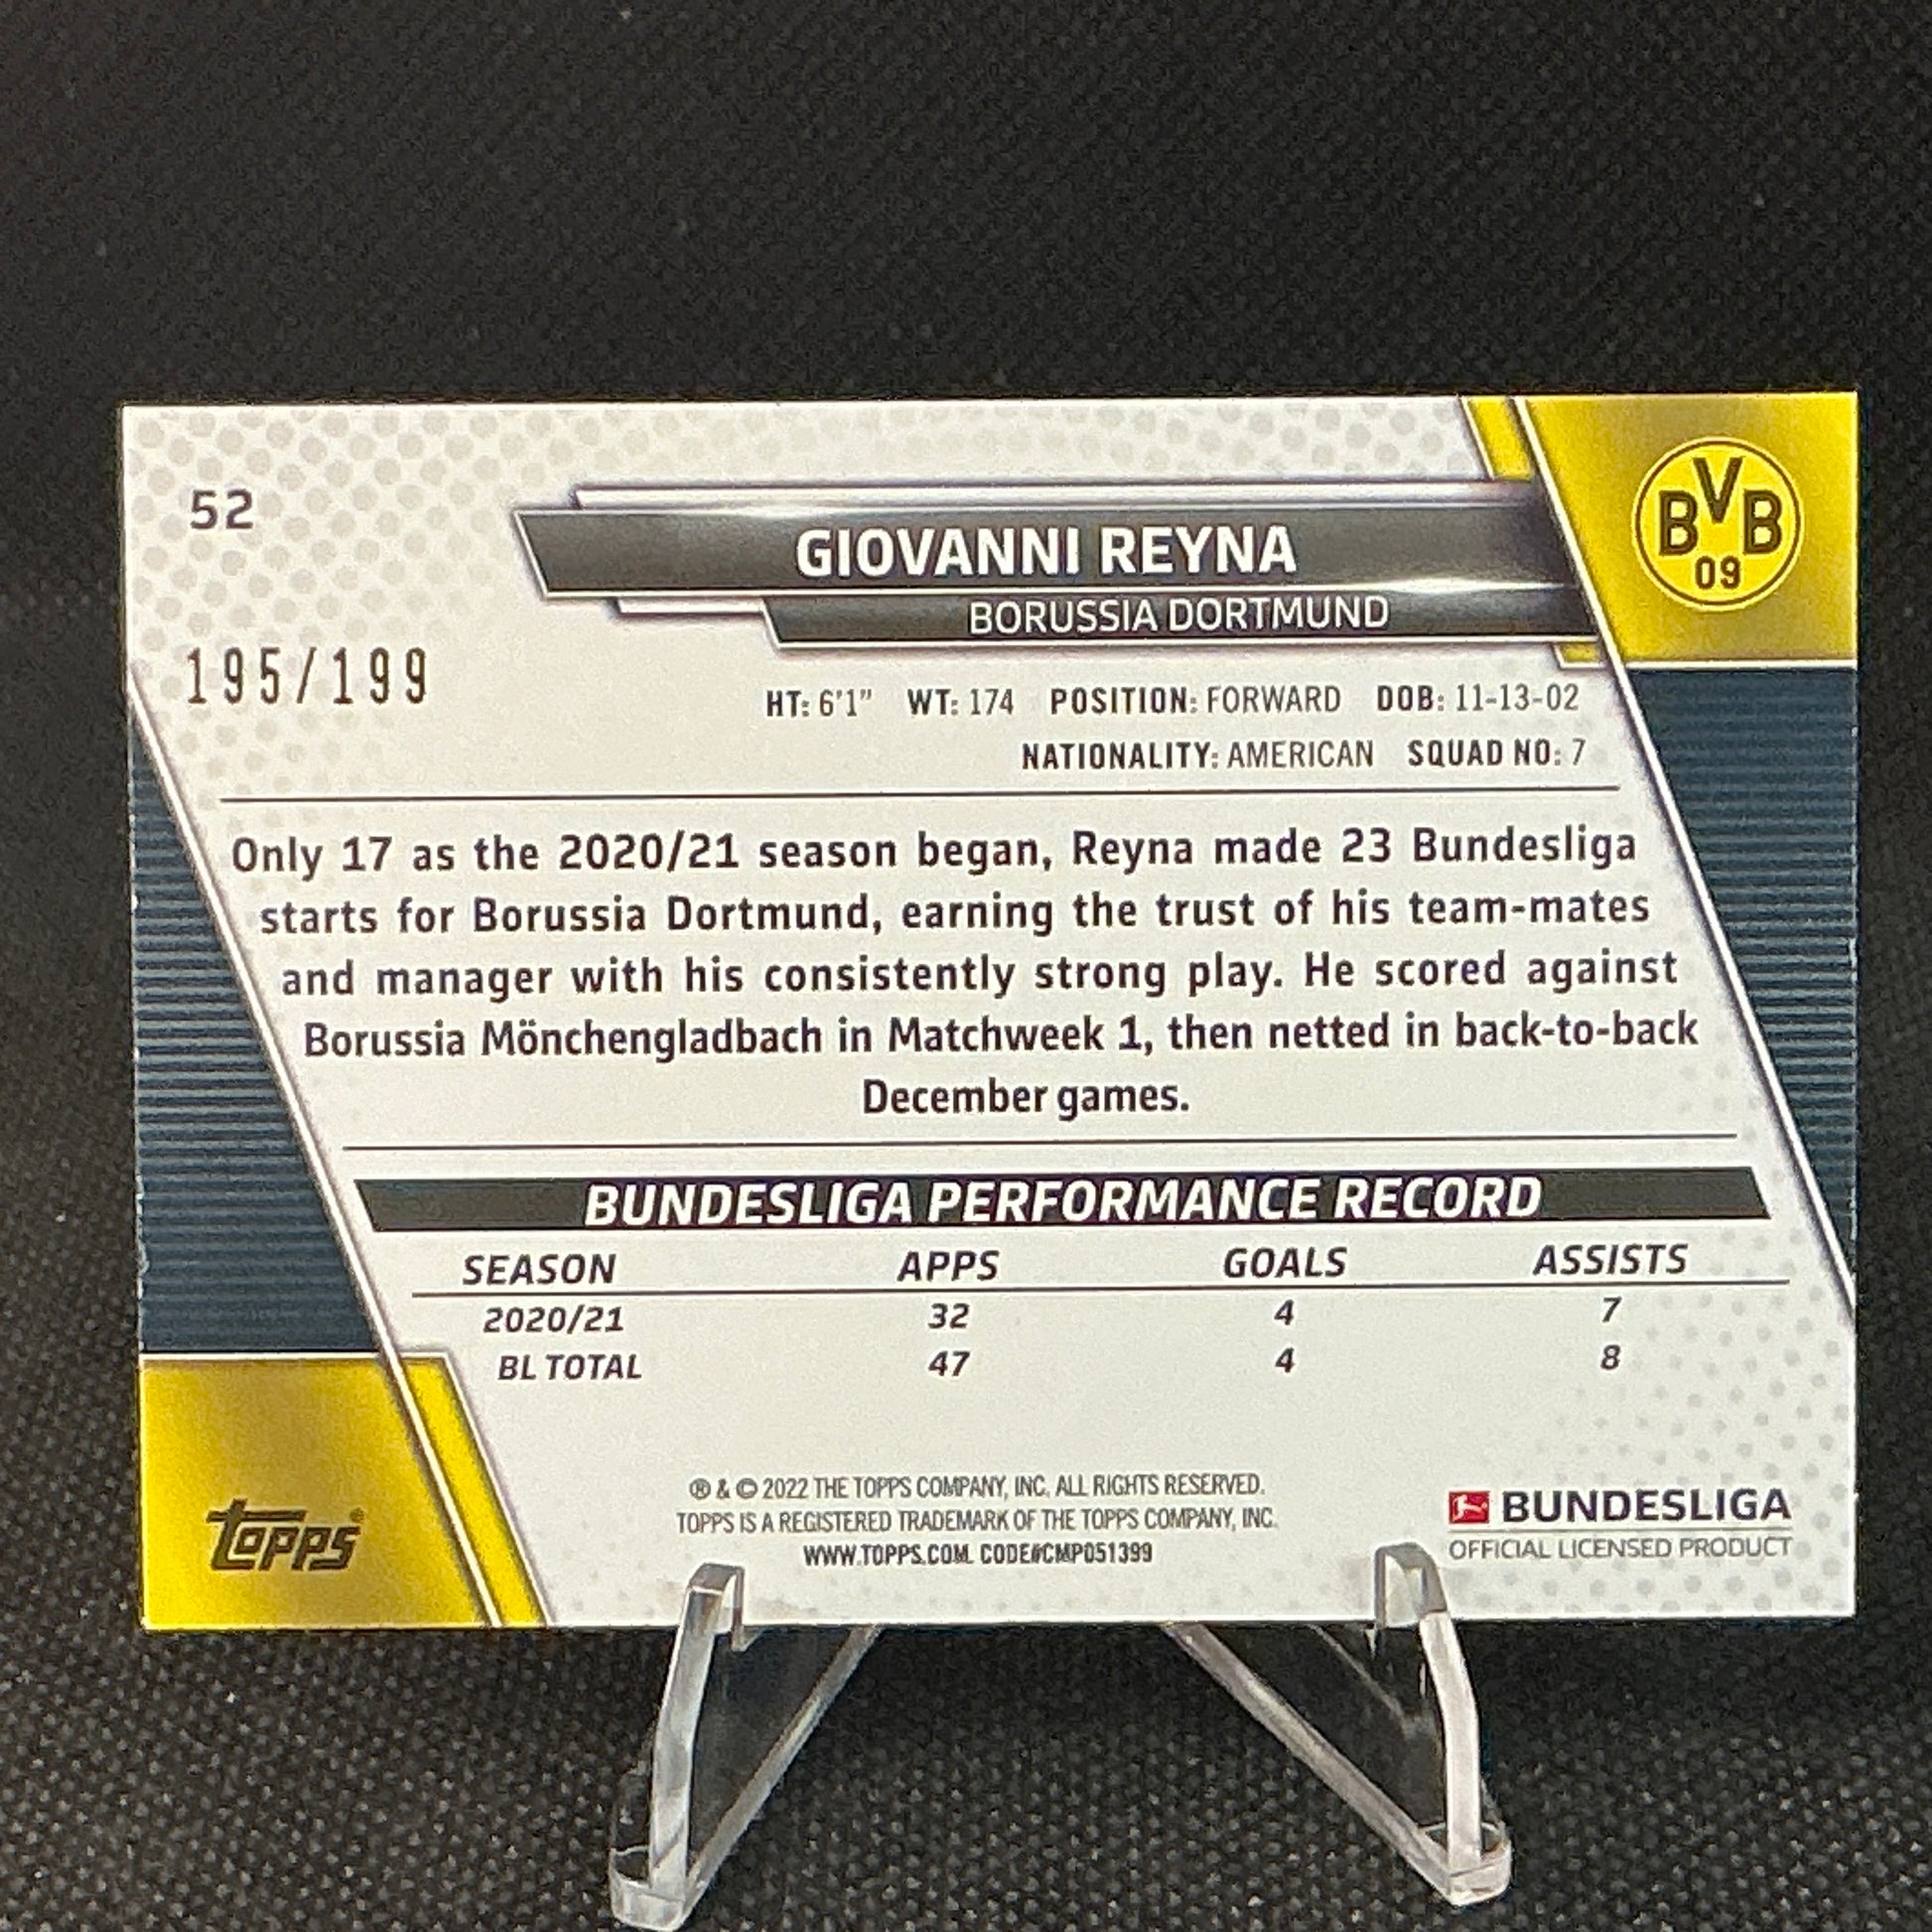 52
GIOVANNI REYNA
BORUSSIA DORTMUND
BVB
09
195/199
HT: 6'1" WT: 174 POSITION: FORWARD DOB: 11-13-02
NATIONALITY: AMERICAN SQUAD NO: 7
Only 17 as the 2020/21 season began, Reyna made 23 Bundesliga
starts for Borussia Dortmund, earning the trust of his team-mates
and manager with his consistently strong play. He scored against
Borussia Mönchengladbach in Matchweek 1, then netted in back-to-back
December games.
BUNDESLIGA PERFORMANCE RECORD
SEASON APPS GOALS ASSISTS
2020/21 32 4 7
BL TOTAL 47 4 8
® & © 2022 THE TOPPS COMPANY, INC. ALL RIGHTS RESERVED.
TOPPS IS A REGISTERED TRADEMARK OF THE TOPPS COMPANY, INC.
WWW.TOPPS.COM. CODE#CMP051399
topps®
BUNDESLIGA
OFFICIAL LICENSED PRODUCT